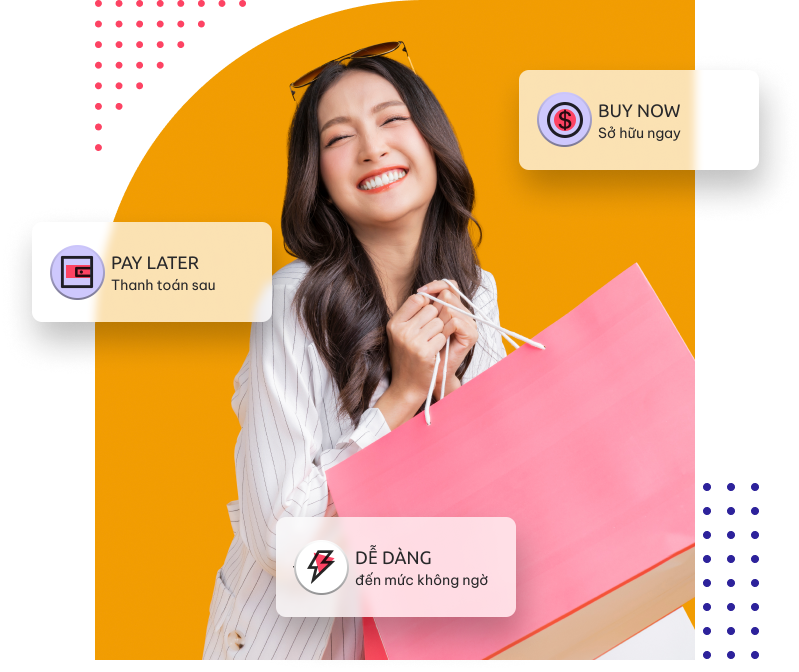 BUY NOW
Sở hữu ngay
PAY LATER
Thanh toán sau
DỄ DÀNG
đến mức không ngờ